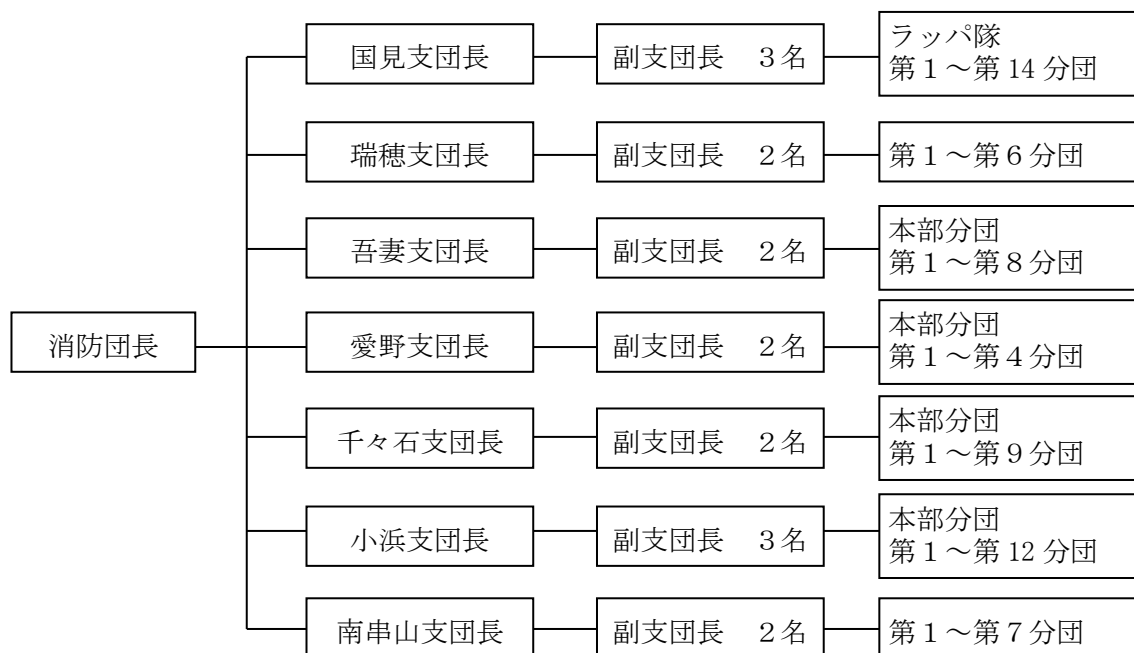 国見支団長
副支団長　３名
ラッパ隊
第１～第 14 分団
瑞穂支団長
副支団長　２名
第１～第６分団
吾妻支団長
副支団長　２名
本部分団
第１～第８分団
消防団長
愛野支団長
副支団長　２名
本部分団
第１～第４分団
千々石支団長
副支団長　２名
本部分団
第１～第９分団
小浜支団長
副支団長　３名
本部分団
第１～第 12 分団
南串山支団長
副支団長　２名
第１～第７分団